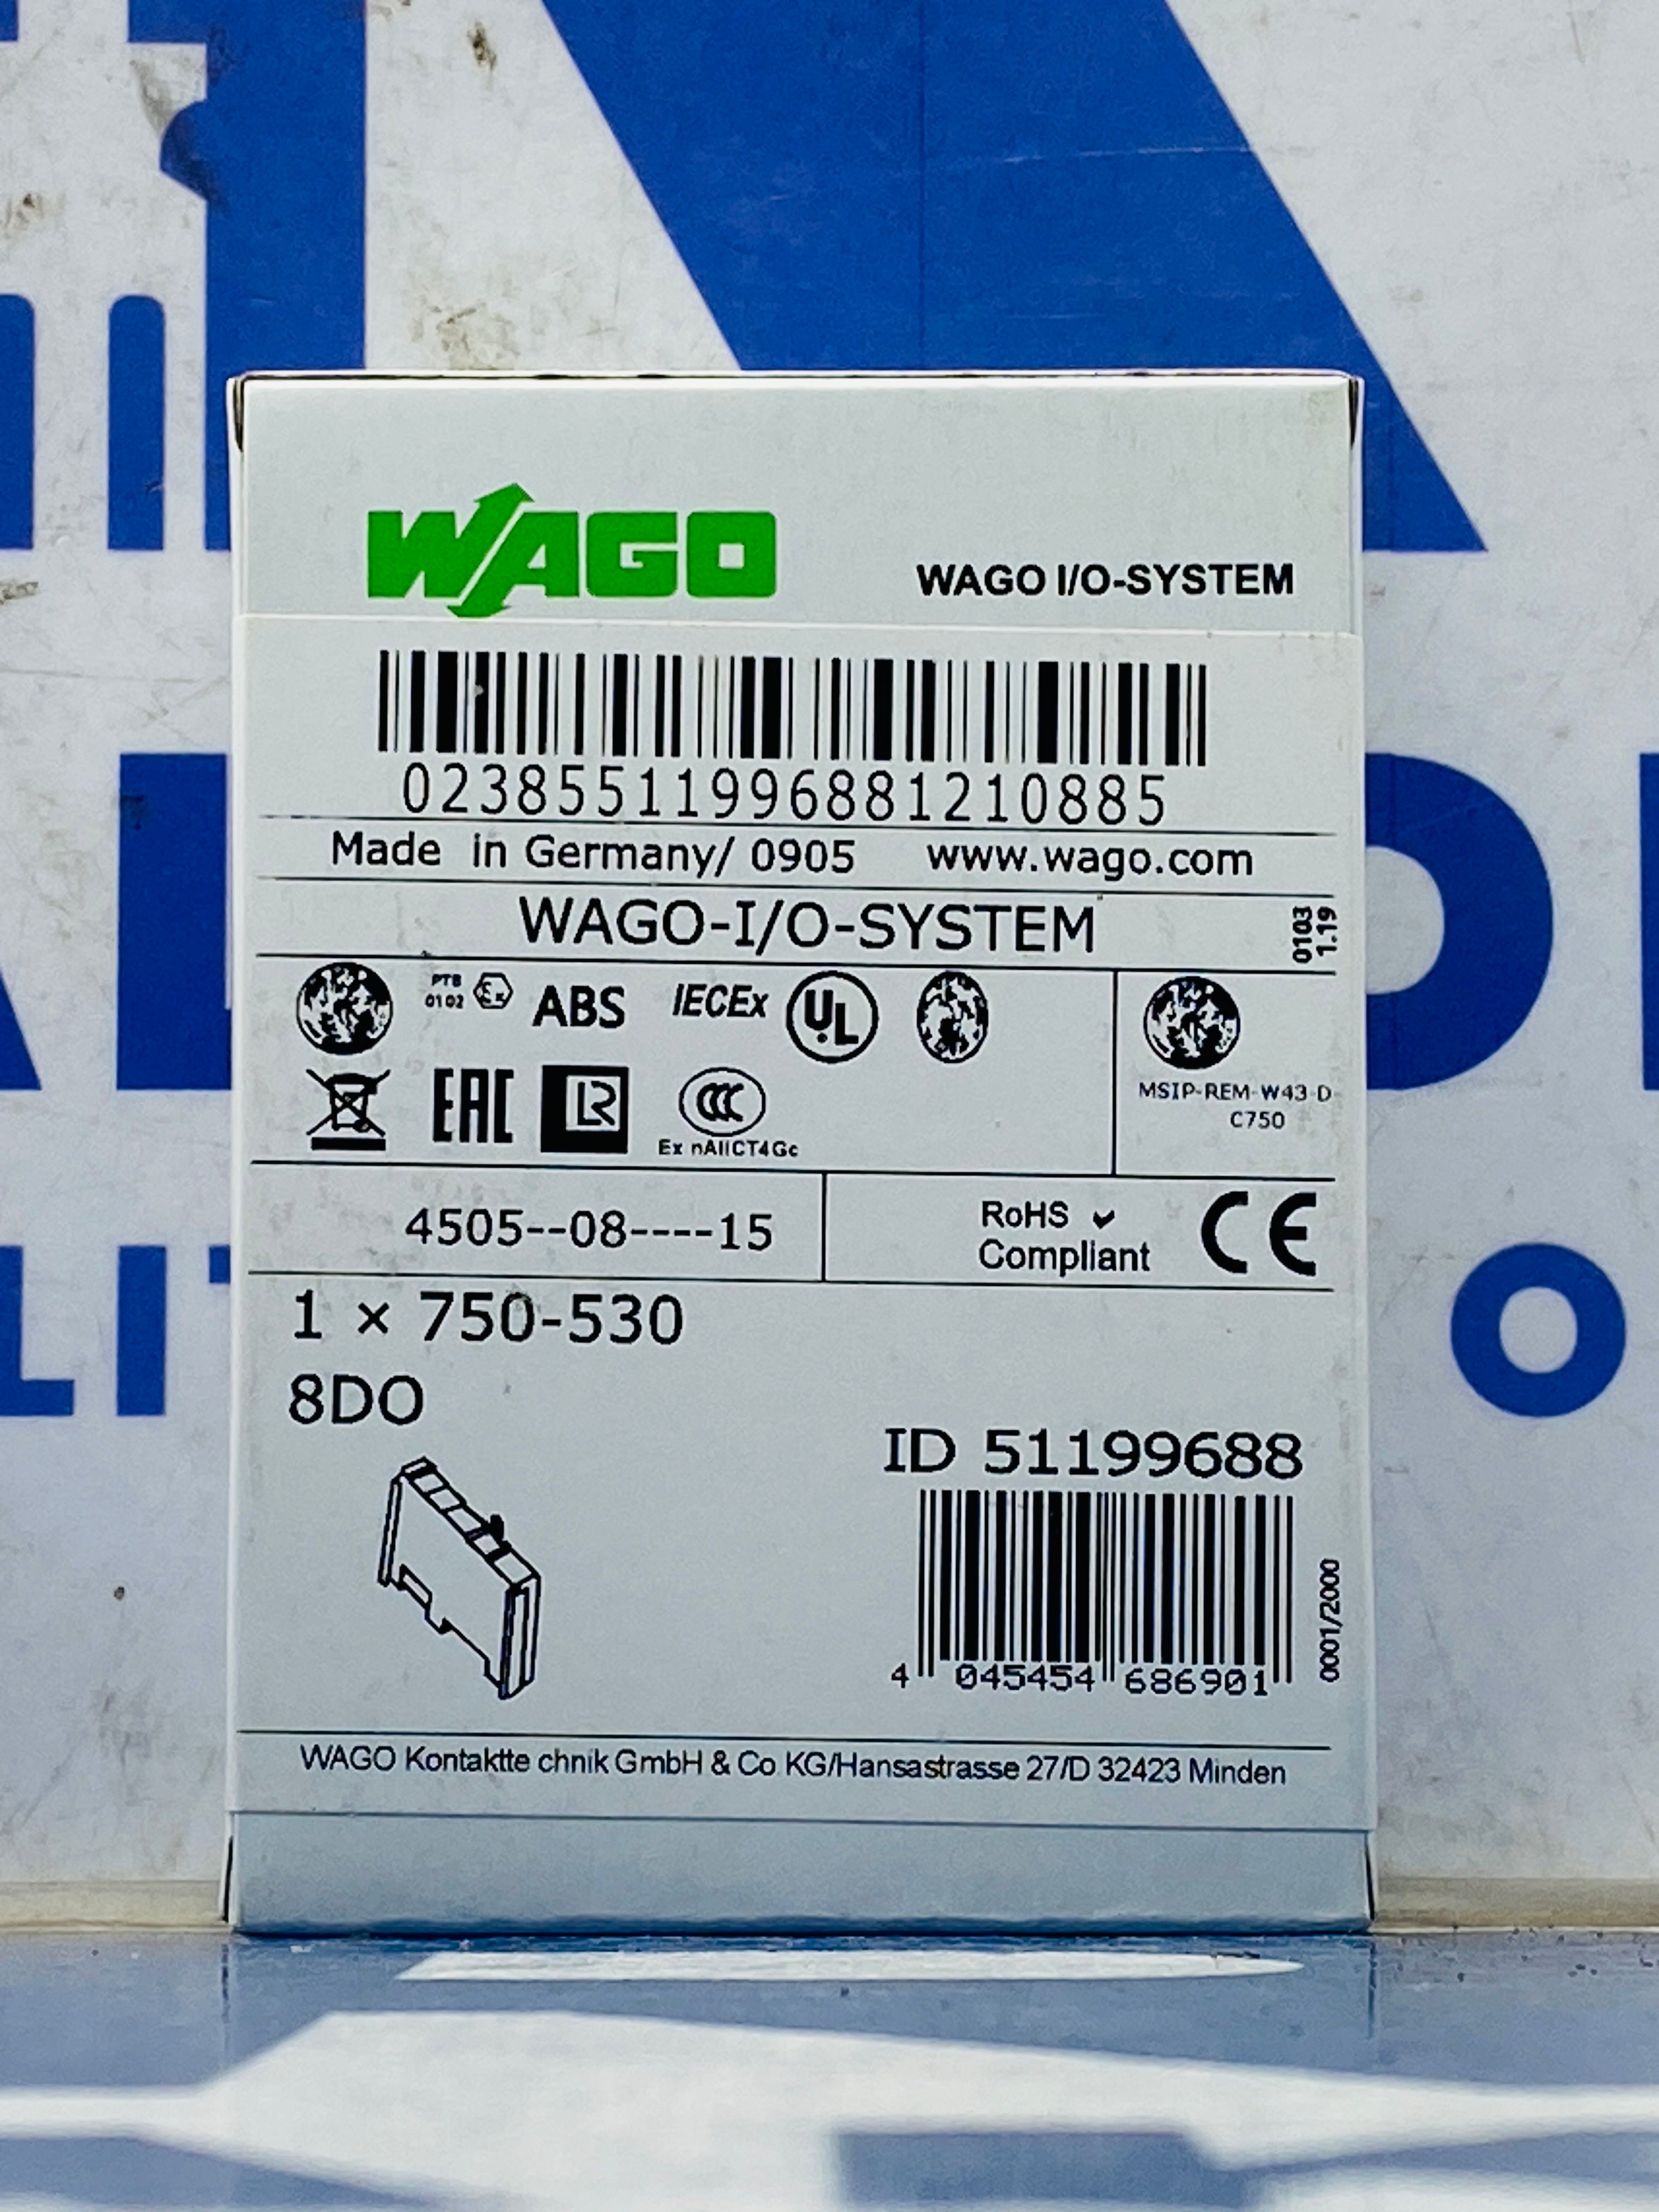 WAGO
WAGO I/O-SYSTEM
02385511996881210885
Made in Germany/ 0905 www.wago.com
WAGO-I/O-SYSTEM
0103
1.19
PTB
0102
Ex
ABS
IECEx
UL
EAC
LR
CCC
Ex nAIICT4Gc
MSIP-REM-W43-D
C750
4505--08----15
RoHS
Compliant
CE
1 × 750-530
8DO
ID 51199688
4 045454 686901
0001/2000
WAGO Kontaktte chnik GmbH & Co KG/Hansastrasse 27/D 32423 Minden